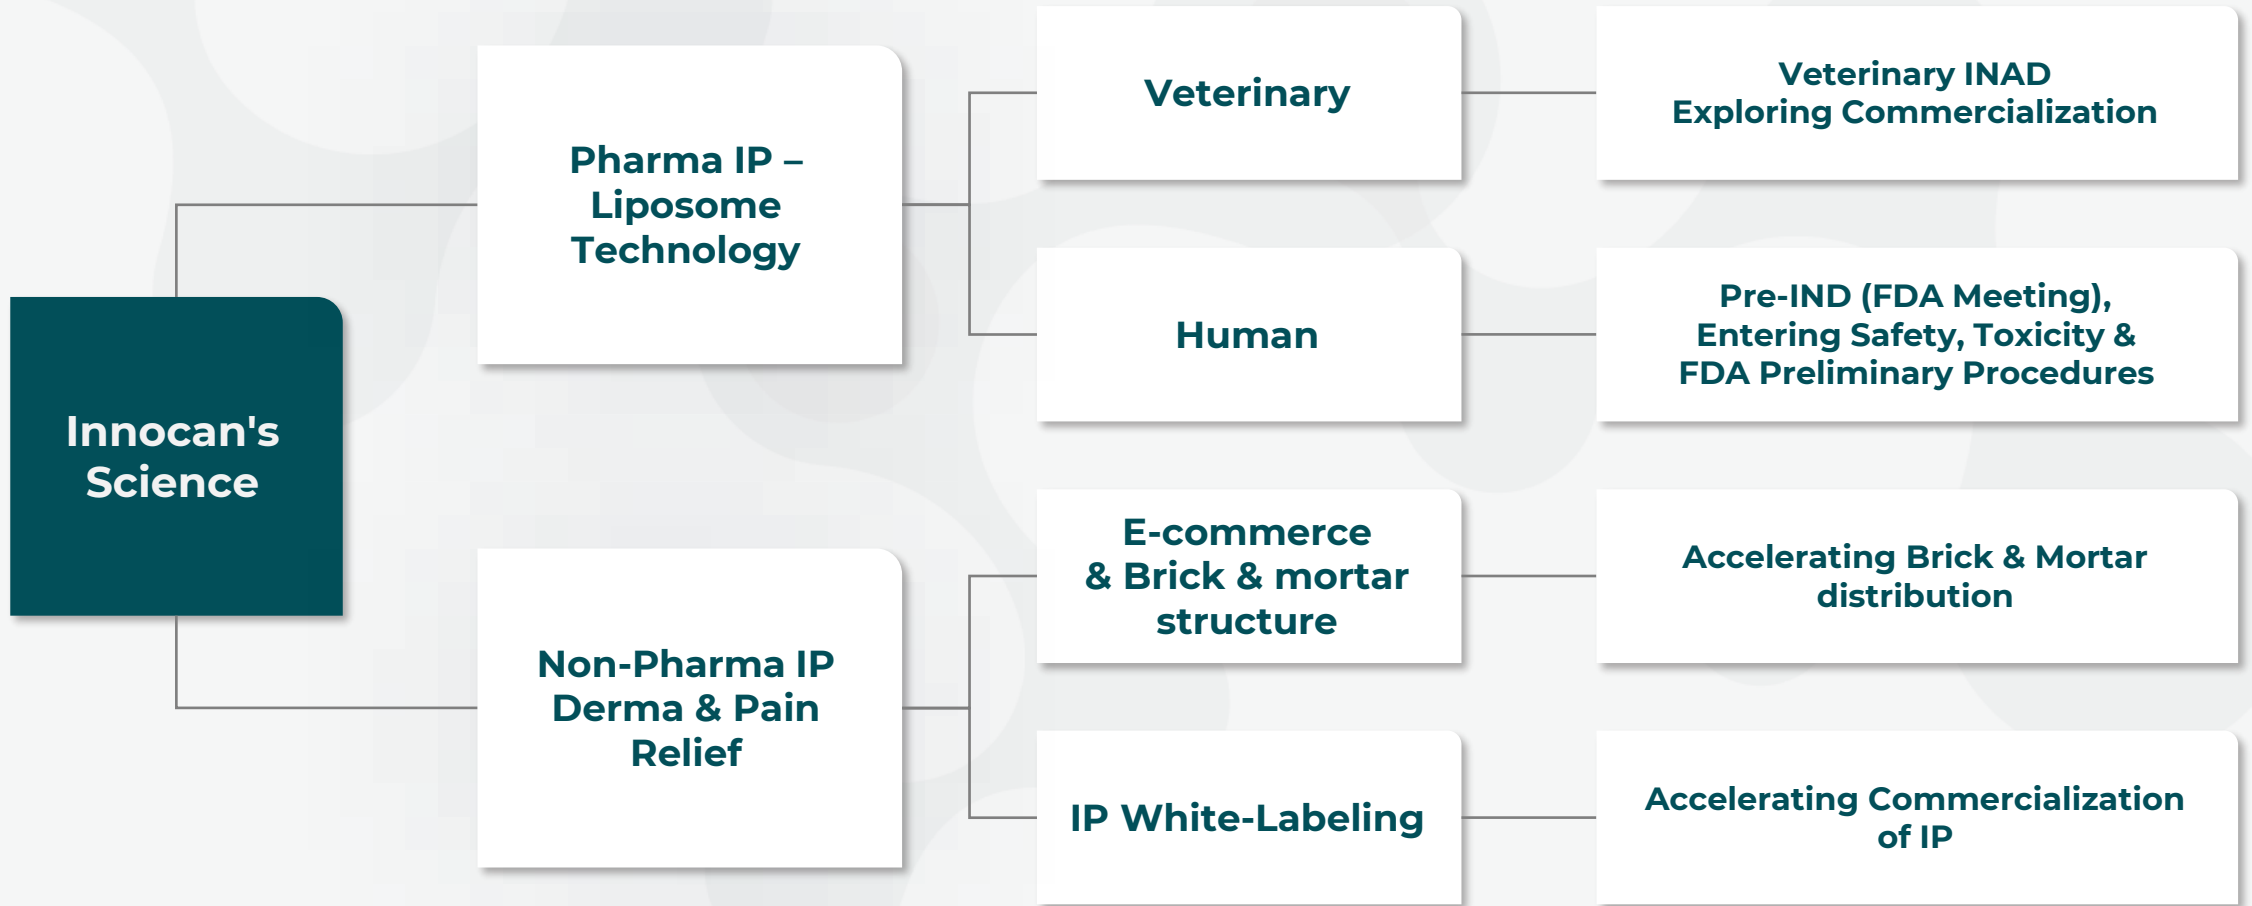 Innocan's
Science
Pharma IP –
Liposome
Technology
Veterinary
Veterinary INAD
Exploring Commercialization
Human
Pre-IND (FDA Meeting),
Entering Safety, Toxicity &
FDA Preliminary Procedures
Non-Pharma IP
Derma & Pain
Relief
E-commerce
& Brick & mortar
structure
Accelerating Brick & Mortar
distribution
IP White-Labeling
Accelerating Commercialization
of IP